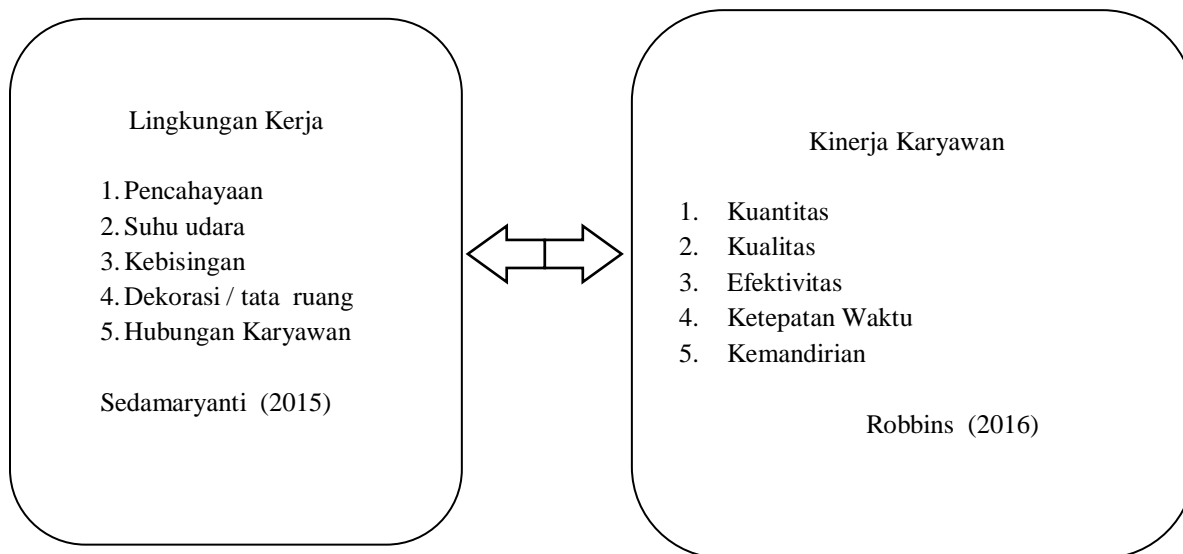 Lingkungan Kerja
1. Pencahayaan
2. Suhu udara
3. Kebisingan
4. Dekorasi / tata ruang
5. Hubungan Karyawan
Sedamaryanti (2015)
Kinerja Karyawan
1. Kuantitas
2. Kualitas
3. Efektivitas
4. Ketepatan Waktu
5. Kemandirian
Robbins (2016)